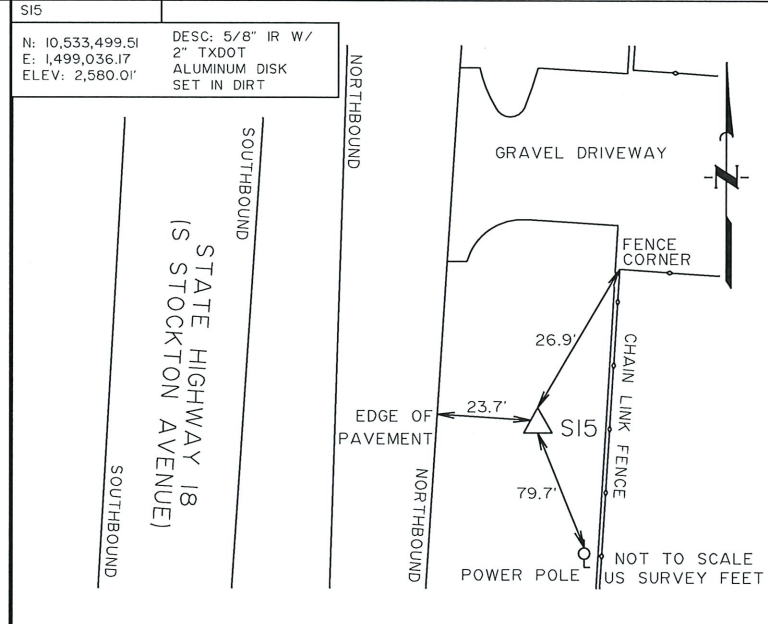 SI5
N: 10,533,499.51
E: 1,499,036.17
ELEV: 2,580.01'
DESC: 5/8" IR W/
2" TXDOT
ALUMINUM DISK
SET IN DIRT
NORTHBOUND
SOUTHBOUND
GRAVEL DRIVEWAY
N
STATE HIGHWAY 18
(S STOCKTON AVENUE)
FENCE
CORNER
26.9'
CHAIN LINK FENCE
23.7'
EDGE OF
PAVEMENT
SI5
SOUTHBOUND
NORTHBOUND
79.7'
POWER POLE
NOT TO SCALE
US SURVEY FEET